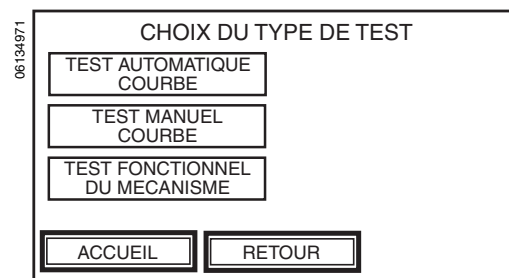 06134971
CHOIX DU TYPE DE TEST
TEST AUTOMATIQUE
COURBE
TEST MANUEL
COURBE
TEST FONCTIONNEL
DU MECANISME
ACCUEIL
RETOUR